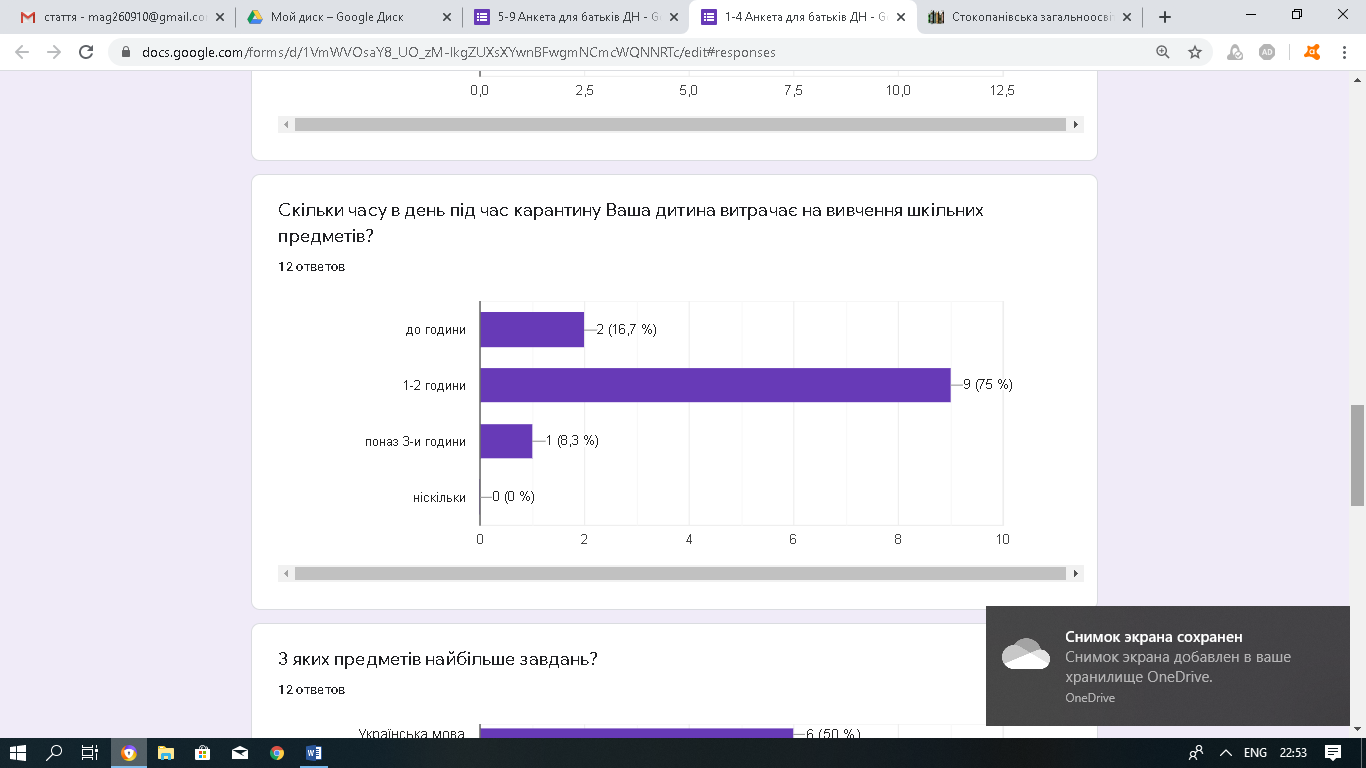 стаття - mag260910@gmail.co
Мой диск – Google Диск
5-9 Анкета для батьків ДН - G
1-4 Анкета для батьків ДН - G
Стокопанівська загальноосві
docs.google.com/forms/d/1VmWVOsaY8_UO_zM-IkgZUXsXYwnBFwgmNCmcWQNNRTc/edit#responses
0,0 2,5 5,0 7,5 10,0 12,5
Скільки часу в день під час карантину Ваша дитина витрачає на вивчення шкільних
предметів?
12 ответов
до години 2 (16,7 %)
1-2 години 9 (75 %)
поназ 3-и години 1 (8,3 %)
ніскільки 0 (0 %)
0 2 4 6 8 10
З яких предметів найбільше завдань?
12 ответов
Українська мова 6 (50 %)
Снимок экрана сохранен
Снимок экрана добавлен в ваше
хранилище OneDrive.
OneDrive
ENG 22:53